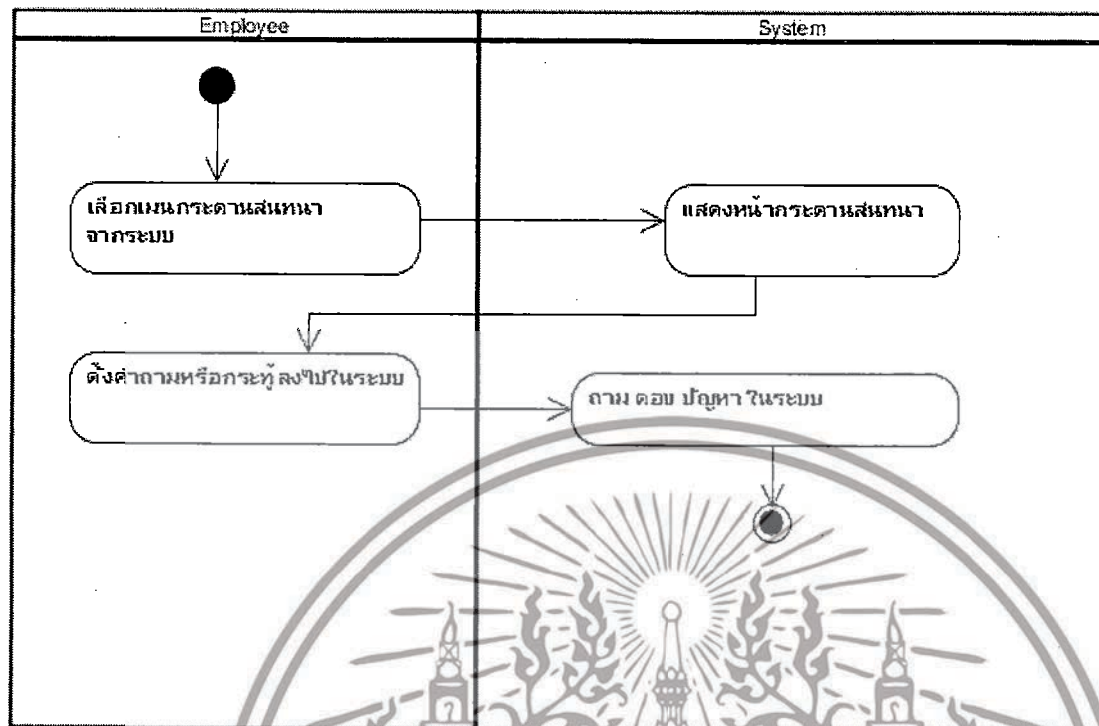 Employee
System
เลือกเมนูกระดานสนทนา
จากระบบ
แสดงหน้ากระดานสนทนา
ตั้งคำถามหรือกระทู้ ลงไปในระบบ
ถาม ตอบ ปัญหา ในระบบ